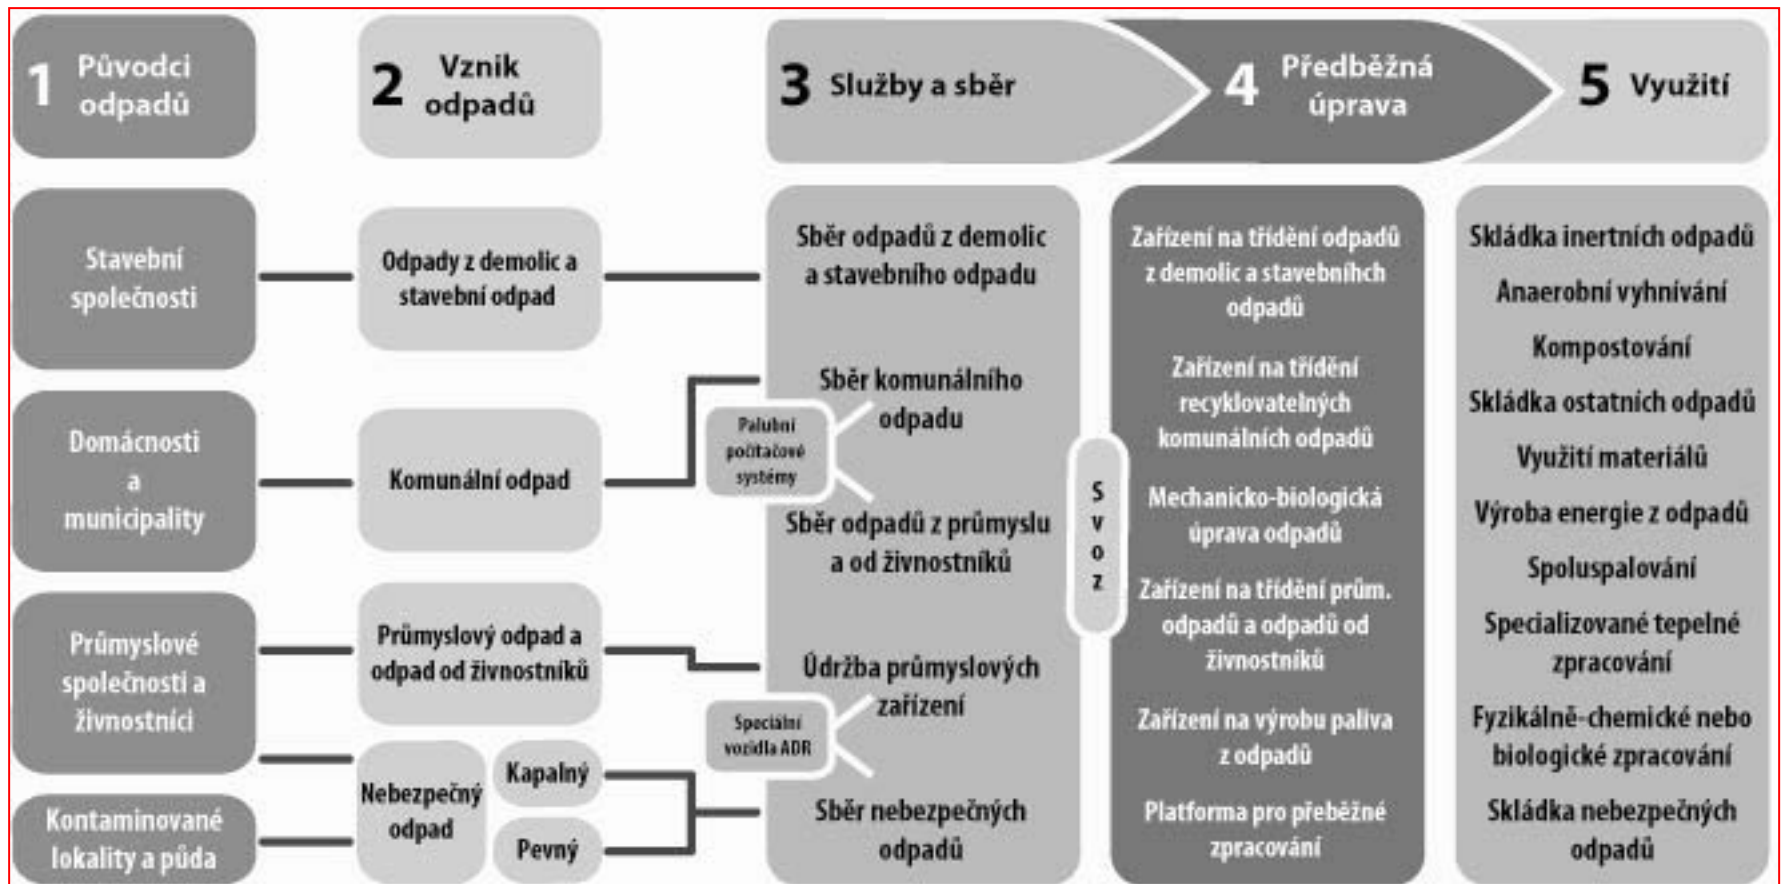 1 Původci
odpadů
2 Vznik
odpadů
3 Služby a sběr
4 Předběžná
úprava
5 Využití
Stavební
společnosti
Domácnosti
a
municipality
Průmyslové
společnosti a
živnostníci
Kontaminované
lokality a půda
Odpady z demolic a
stavební odpad
Komunální odpad
Průmyslový odpad a
odpad od živnostníků
Nebezpečný
odpad
Kapalný
Pevný
Sběr odpadů z demolic
a stavebního odpadu
Sběr komunálního
odpadu
Palubní
počítačové
systémy
Sběr odpadů z průmyslu
a od živnostníků
Údržba průmyslových
zařízení
Speciální
vozidla ADR
Sběr nebezpečných
odpadů
S
v
o
z
Zařízení na třídění odpadů
z demolic a stavebníhch
odpadů
Zařízení na třídění
recyklovatelných
komunálních odpadů
Mechanicko-biologická
úprava odpadů
Zařízení na třídění prům.
odpadů a odpadů od
živnostníků
Zařízení na výrobu paliva
z odpadů
Platforma pro přeběžné
zpracování
Skládka inertních odpadů
Anaerobní vyhnívání
Kompostování
Skládka ostatních odpadů
Využití materiálů
Výroba energie z odpadů
Spoluspalování
Specializované tepelné
zpracování
Fyzikálně-chemické nebo
biologické zpracování
Skládka nebezpečných
odpadů